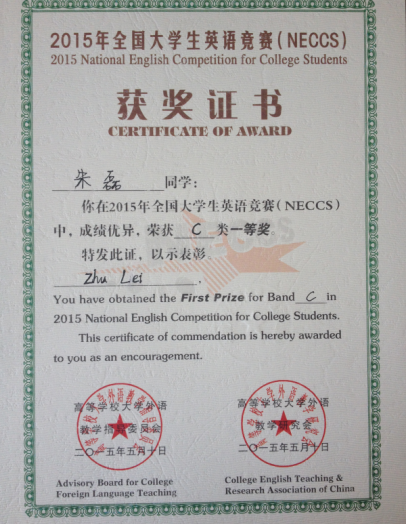 2015年全国大学生英语竞赛(NECCS)
2015 National English Competition for College Students
获奖证书
CERTIFICATE OF AWARD
朱磊 同学:
你在2015年全国大学生英语竞赛(NECCS)
中,成绩优异,荣获 C 类一等奖
特发此证,以示表彰
Zhu Lei .
You have obtained the First Prize for Band C in
2015 National English Competition for College Students.
This certificate of commendation is hereby awarded
to you as an encouragement.
高等学校大学外语
教学指导委员会
二〇一五年五月十日
Advisory Board for College
Foreign Language Teaching
高等学校大学外语
教学研究会
二〇一五年五月十日
College English Teaching &
Research Association of China